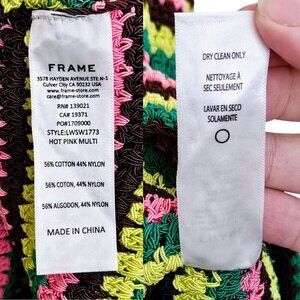 FRAME
3578 HAYDEN AVENUE STE N-1
Culver City CA 90232 USA
www.frame-store.com
care@frame-store.com
RN# 139021
CA# 19371
PO#1709000
STYLE:LWSW1773
HOT PINK MULTI
56% COTTON, 44% NYLON
56% COTON, 44% NYLON
56% ALGODON, 44% NYLON
MADE IN CHINA
DRY CLEAN ONLY
NETTOYAGE À
SEC SEULEMENT
LAVAR EN SECO
SOLAMENTE